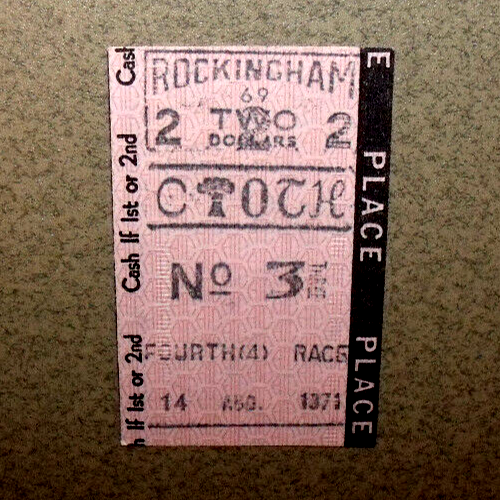 ROCKINGHAM
69
2 TWO 2
DOLLARS
No 3
FOURTH(4) RACE
14 AUG. 1971
Cash If 1st or 2nd
Cash If 1st or 2nd
Cash
PLACE
PLACE
E